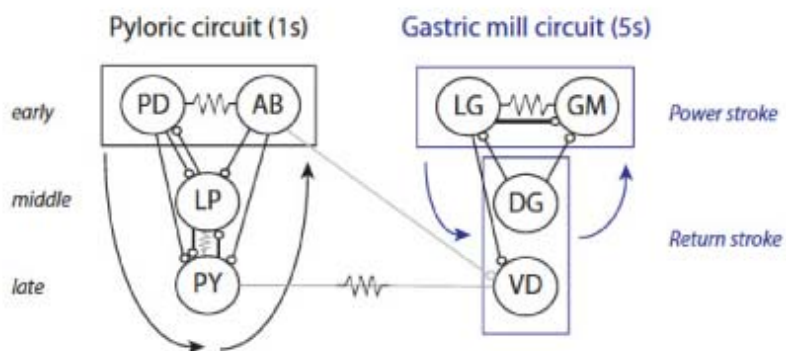 Pyloric circuit (1s)
Gastric mill circuit (5s)
early
PD
AB
LG
GM
Power stroke
middle
LP
DG
Return stroke
late
PY
VD